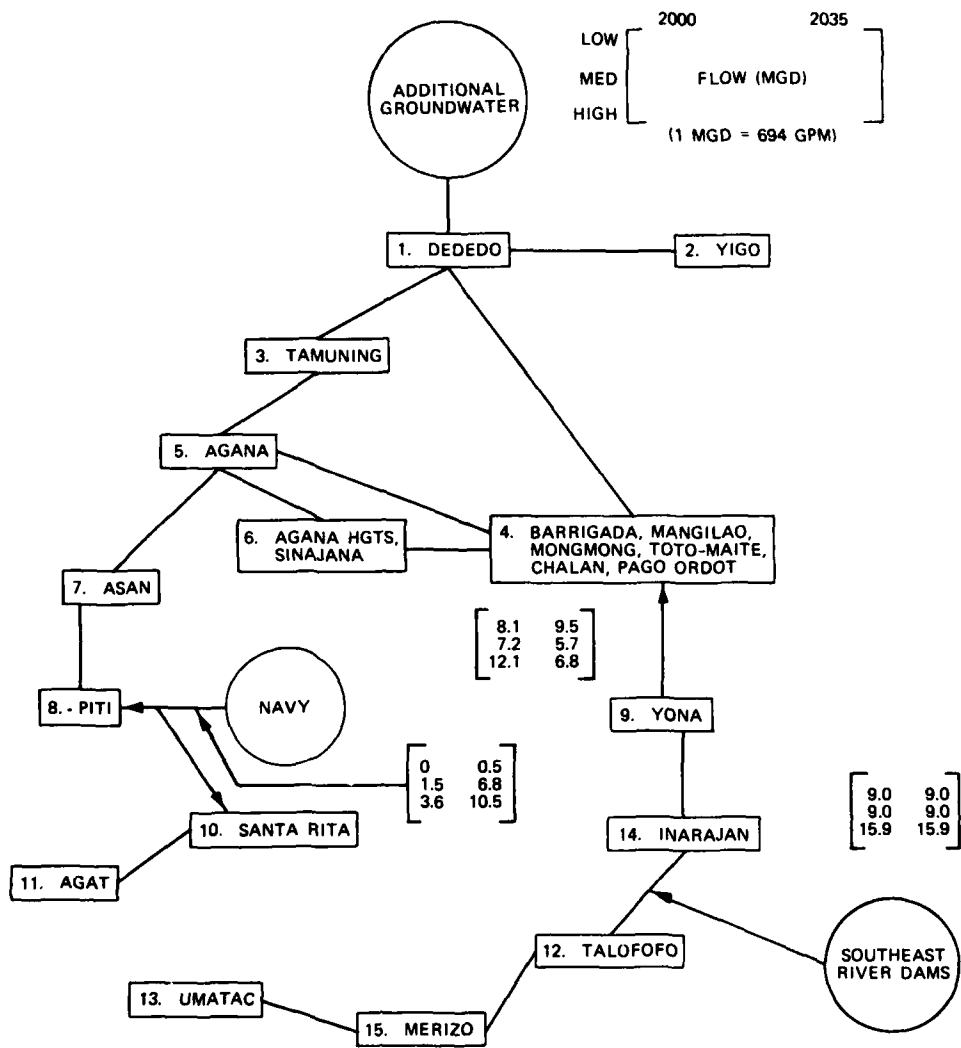 2000 2035
LOW
MED FLOW (MGD)
HIGH
(1 MGD = 694 GPM)
ADDITIONAL
GROUNDWATER
1. DEDEDO
2. YIGO
3. TAMUNING
5. AGANA
6. AGANA HGTS,
SINAJANA
4. BARRIGADA, MANGILAO,
MONGMONG, TOTO-MAITE,
CHALAN, PAGO ORDOT
7. ASAN
8.- PITI
NAVY
8.1 9.5
7.2 5.7
12.1 6.8
9. YONA
0 0.5
1.5 6.8
3.6 10.5
10. SANTA RITA
11. AGAT
14. INARAJAN
9.0 9.0
9.0 9.0
15.9 15.9
12. TALOFOFO
SOUTHEAST
RIVER DAMS
13. UMATAC
15. MERIZO